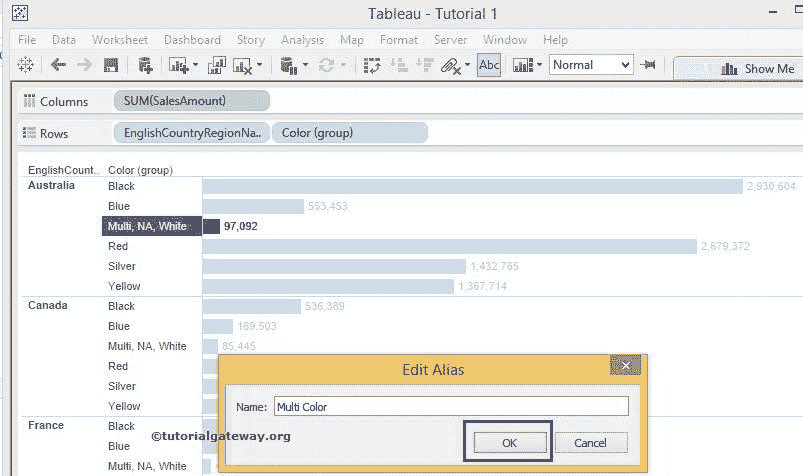 Tableau - Tutorial 1
File Data Worksheet Dashboard Story Analysis Map Format Server Window Help
Abc Normal Show Me
Columns SUM(SalesAmount)
Rows EnglishCountryRegionNa.. Color (group)
EnglishCount.. Color (group)
Australia Black 2,930,604
Blue 553,453
Multi, NA, White 97,092
Red 2,679,372
Silver 1,432,765
Yellow 1,367,714
Canada Black 536,389
Blue 169,503
Multi, NA, White 85,445
Red
Silver
Yellow
Edit Alias
Name: Multi Color
OK Cancel
France Black
©tutorialgateway.org
Blue
Multi, NA, White